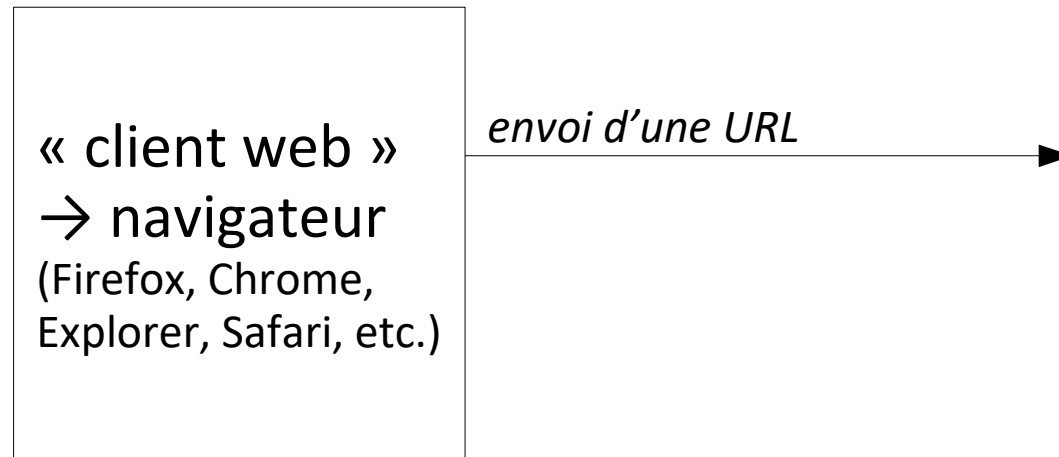 « client web »
→ navigateur
(Firefox, Chrome,
Explorer, Safari, etc.)
envoi d’une URL